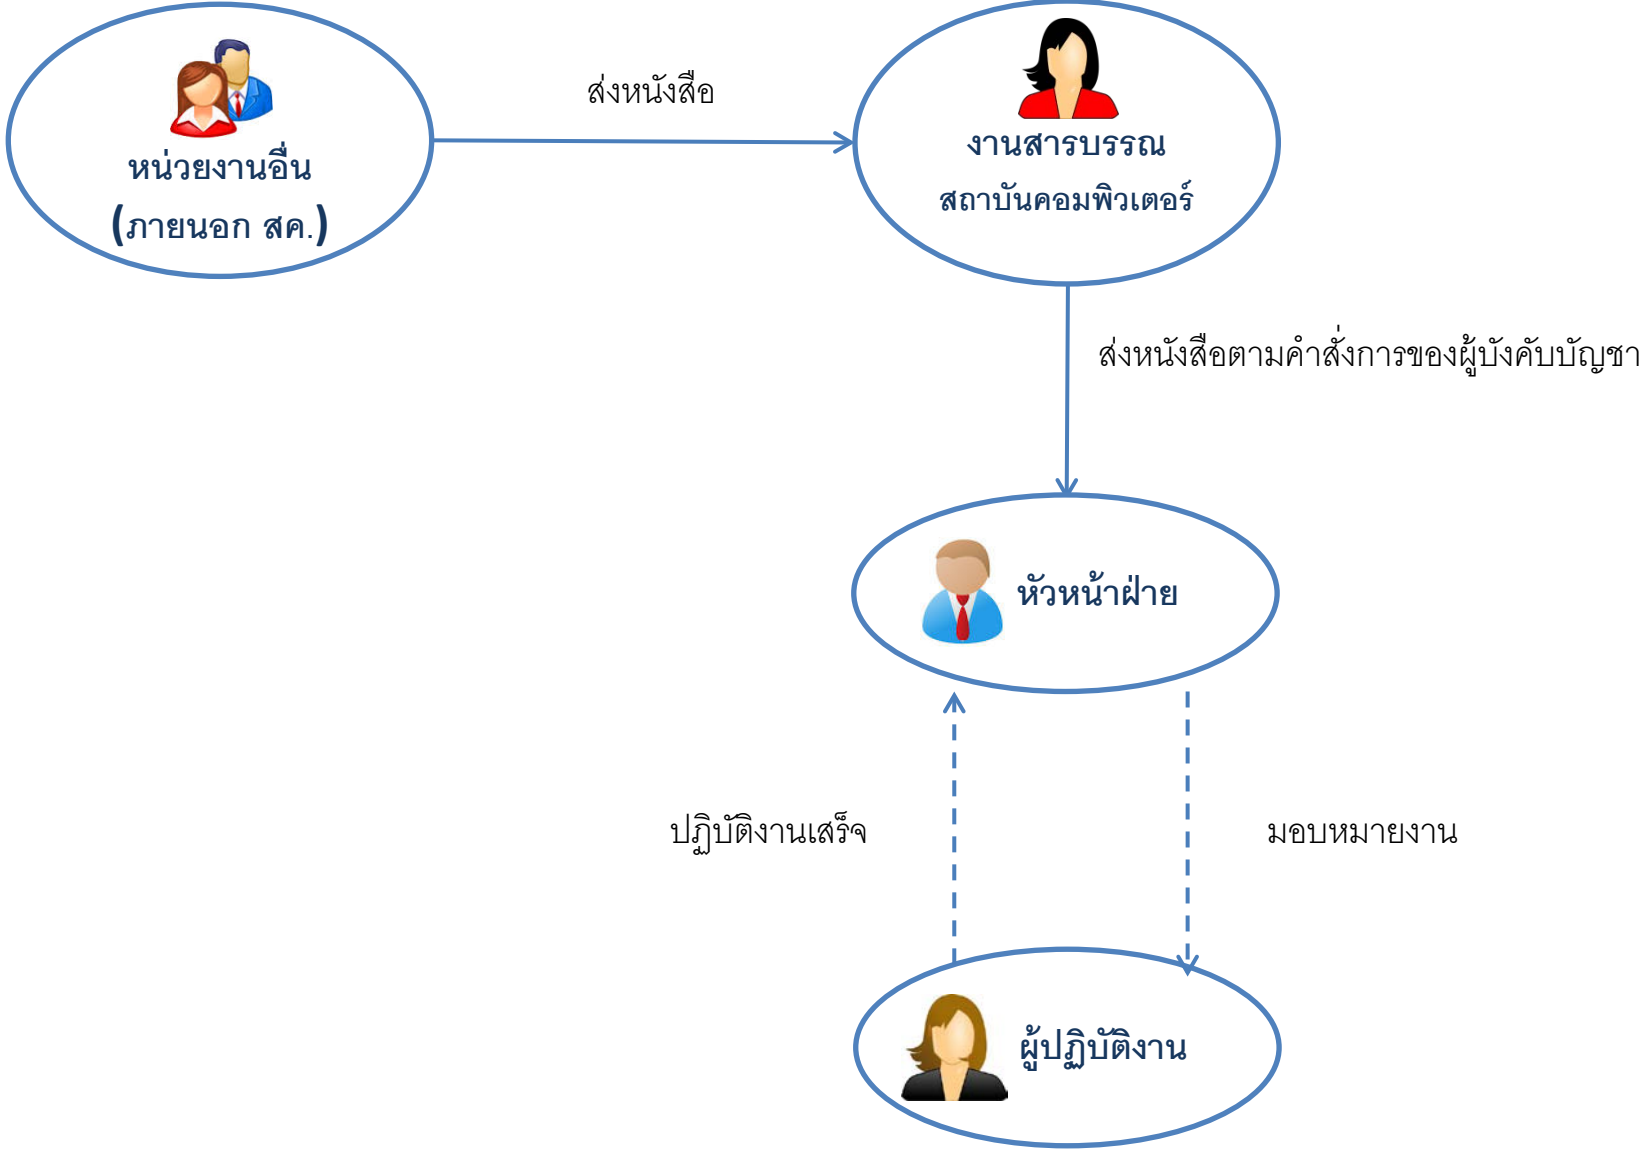 ส่งหนังสือ
หน่วยงานอื่น
(ภายนอก สค.)
งานสารบรรณ
สถาบันคอมพิวเตอร์
ส่งหนังสือตามคำสั่งการของผู้บังคับบัญชา
หัวหน้าฝ่าย
ปฏิบัติงานเสร็จ
มอบหมายงาน
ผู้ปฏิบัติงาน